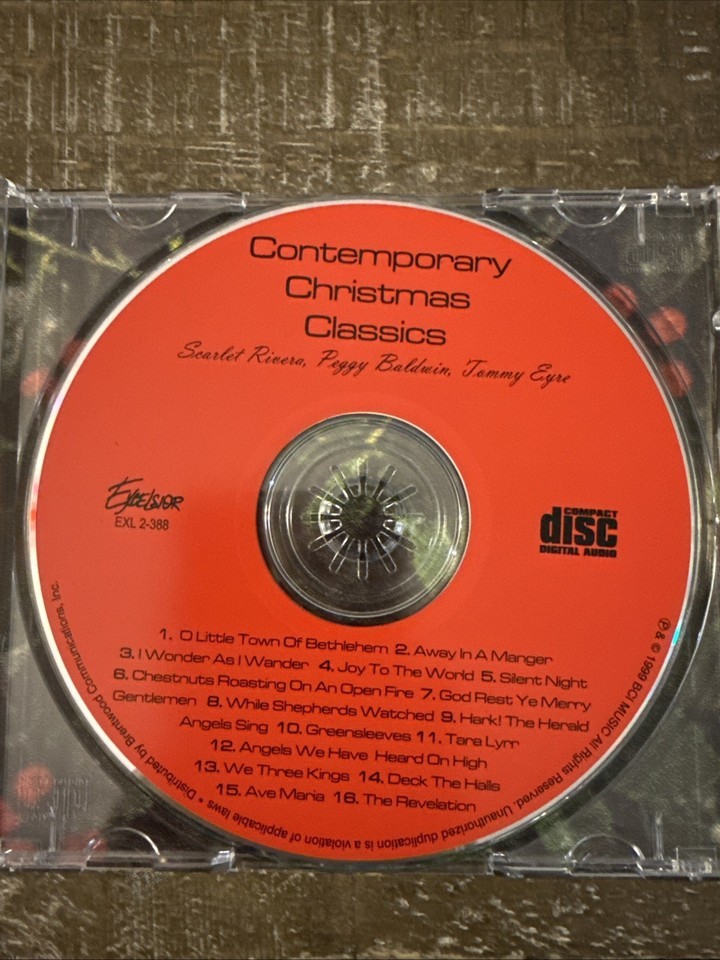 Contemporary
Christmas
Classics
Scarlet Rivera, Peggy Baldwin, Tommy Eyre
EXCELSIOR
EXL 2-388
COMPACT
disc
DIGITAL AUDIO
1. O Little Town Of Bethlehem 2. Away In A Manger
3. I Wonder As I Wander 4. Joy To The World 5. Silent Night
6. Chestnuts Roasting On An Open Fire 7. God Rest Ye Merry
Gentlemen 8. While Shepherds Watched 9. Hark! The Herald
Angels Sing 10. Greensleeves 11. Tara Lyrr
12. Angels We Have Heard On High
13. We Three Kings 14. Deck The Halls
15. Ave Maria 16. The Revelation
℗ & © 1999 BCI MUSIC All Rights Reserved. Unauthorized duplication is a violation of applicable laws * Distributed by Brentwood Communications, Inc.